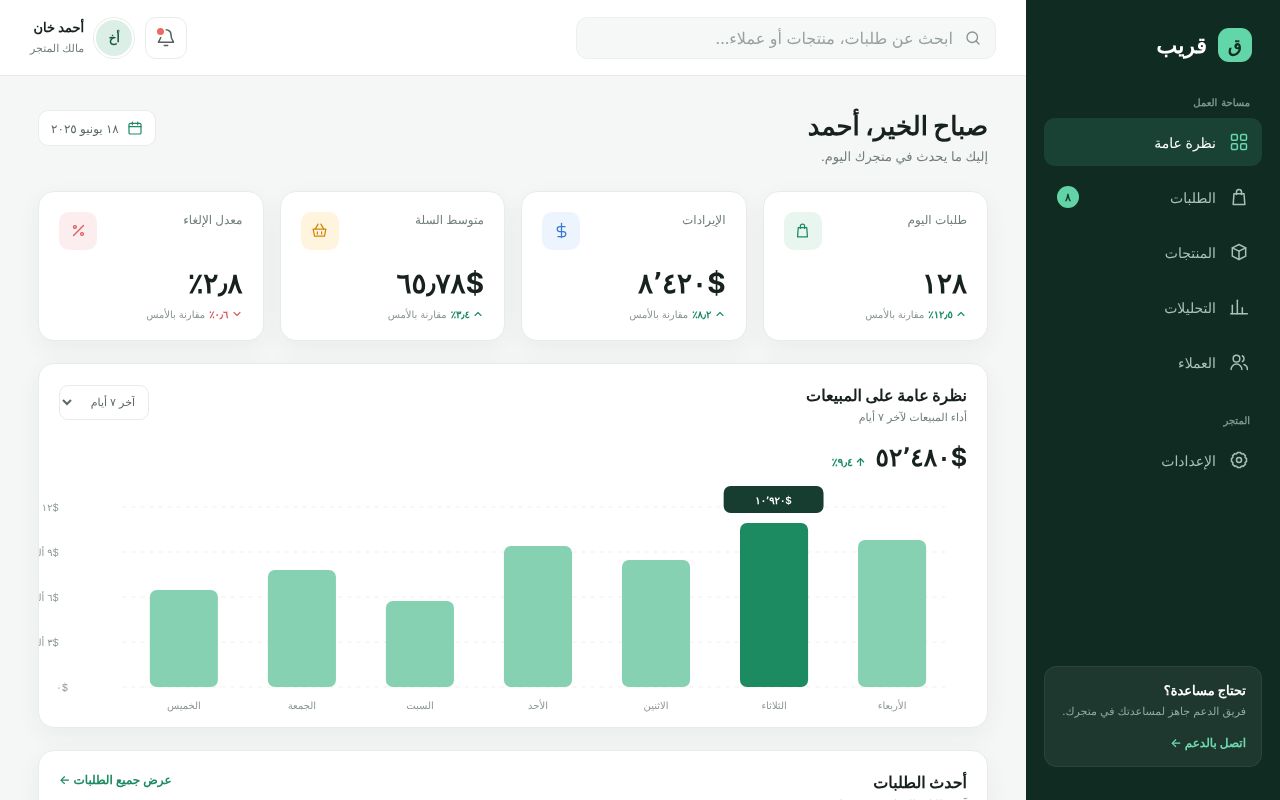 ق قريب
مساحة العمل
نظرة عامة
الطلبات ٨
المنتجات
التحليلات
العملاء
المتجر
الإعدادات
تحتاج مساعدة؟
فريق الدعم جاهز لمساعدتك في متجرك.
اتصل بالدعم ←
ابحث عن طلبات، منتجات أو عملاء...
أخ
أحمد خان
مالك المتجر
صباح الخير، أحمد
إليك ما يحدث في متجرك اليوم.
١٨ يونيو ٢٠٢٥
طلبات اليوم
١٢٨
١٢٫٥٪ مقارنة بالأمس
الإيرادات
$٨٬٤٢٠
٨٫٢٪ مقارنة بالأمس
متوسط السلة
$٦٥٫٧٨
٣٫٤٪ مقارنة بالأمس
معدل الإلغاء
٢٫٨٪
٠٫٦٪ مقارنة بالأمس
نظرة عامة على المبيعات
أداء المبيعات لآخر ٧ أيام
آخر ٧ أيام
$٥٢٬٤٨٠ ↑ ٩٫٤٪
$١٠٬٩٢٠
$١٢
$٩
$٦
$٣
$٠
الأربعاء
الثلاثاء
الاثنين
الأحد
السبت
الجمعة
الخميس
أحدث الطلبات
عرض جميع الطلبات ←